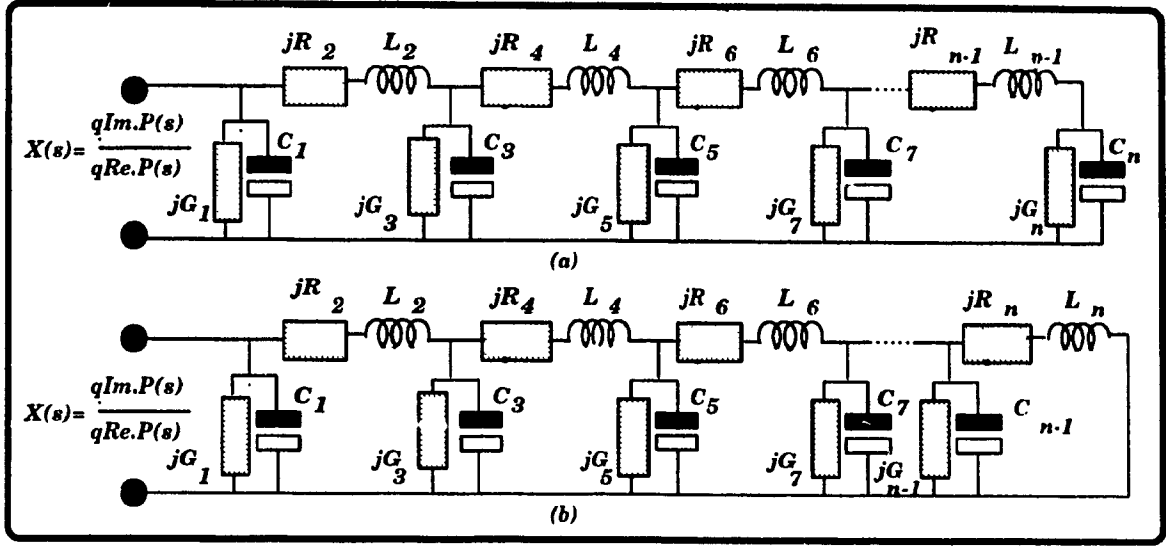 jR 2 L 2 jR 4 L 4 jR 6 L 6 jR n-1 L n-1
X(s)= qIm.P(s) / qRe.P(s)
C 1 C 3 C 5 C 7 C n
jG 1 jG 3 jG 5 jG 7 jG n
(a)
jR 2 L 2 jR 4 L 4 jR 6 L 6 jR n L n
X(s)= qIm.P(s) / qRe.P(s)
C 1 C 3 C 5 C 7 C n-1
jG 1 jG 3 jG 5 jG 7 jG n-1
(b)